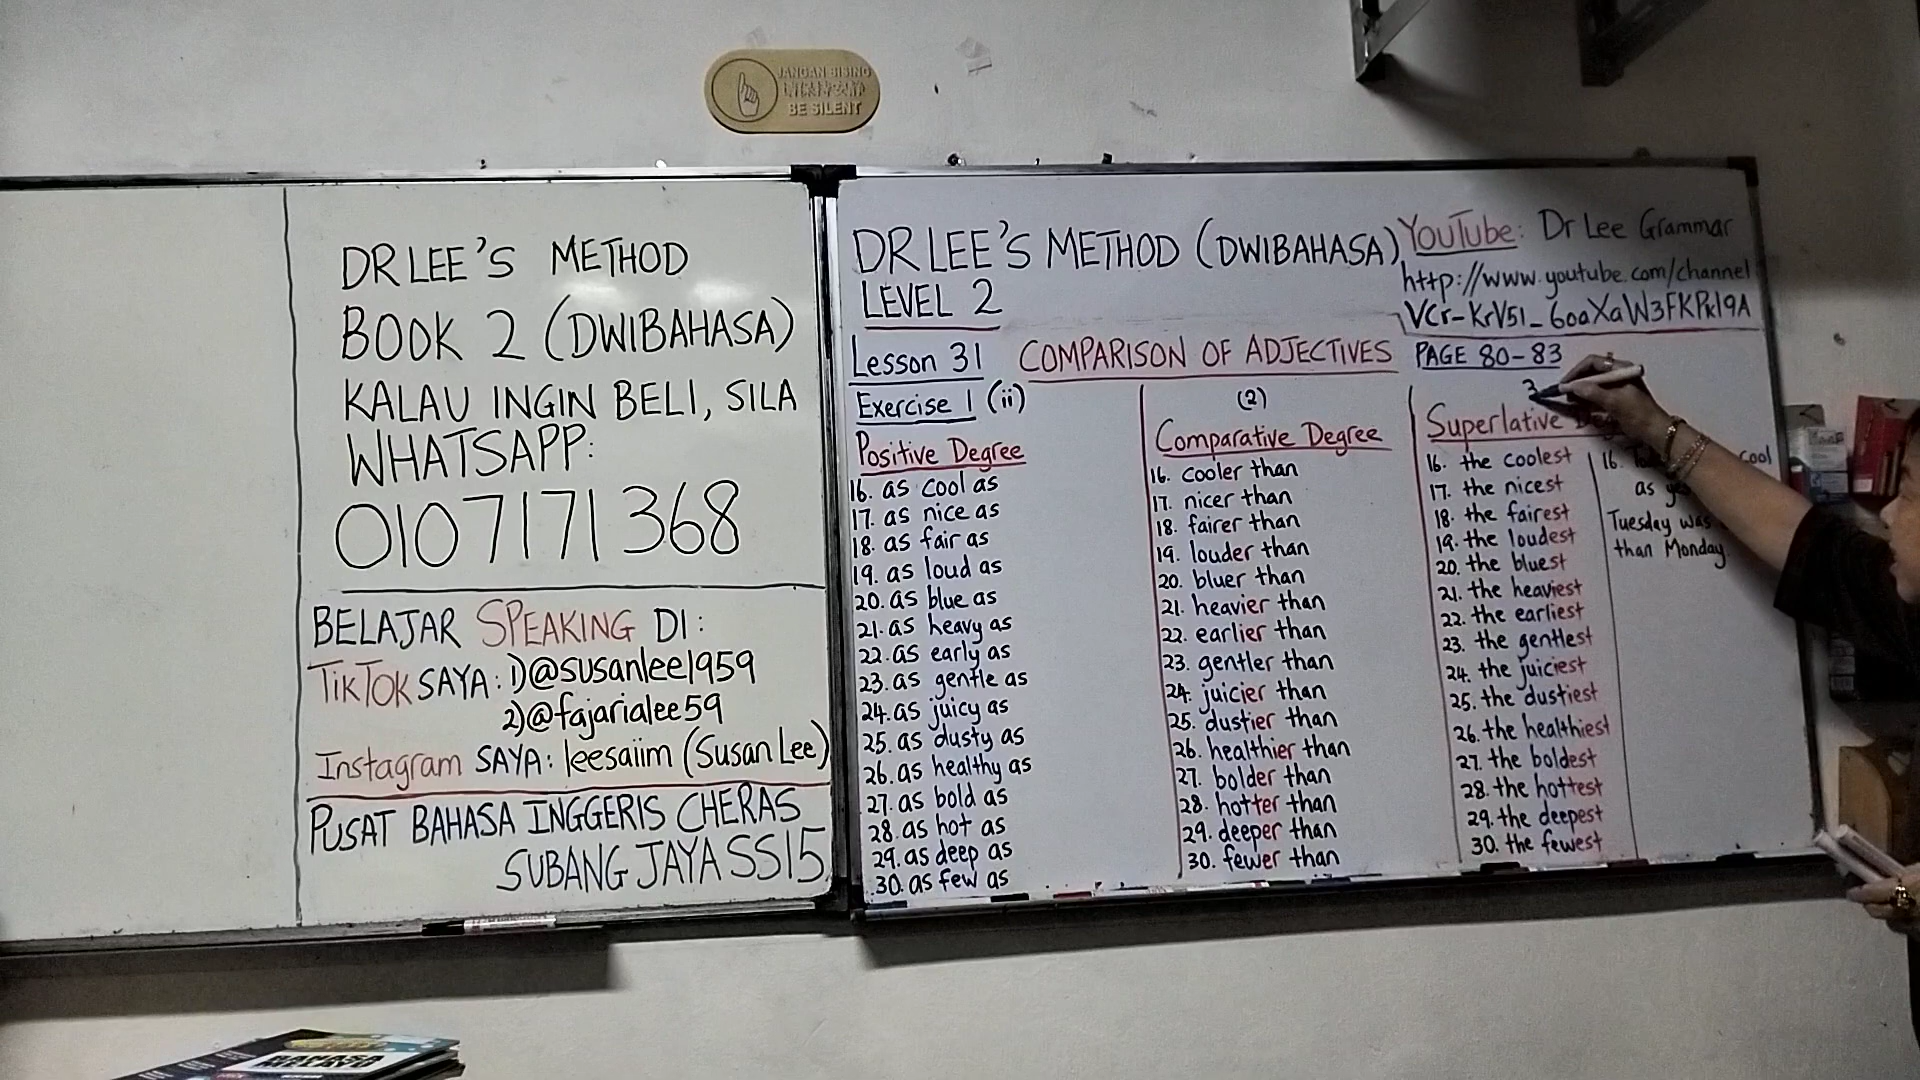 JANGAN BISING
BE SILENT
DR LEE'S METHOD
BOOK 2 (DWIBAHASA)
KALAU INGIN BELI, SILA
WHATSAPP:
0107171368
BELAJAR SPEAKING DI:
TIKTOK SAYA: 1)@susanlee1959
2)@fajarialee59
Instagram SAYA: leesaiim (Susan Lee)
PUSAT BAHASA INGGERIS CHERAS
SUBANG JAYA SS15
DR LEE'S METHOD (DWIBAHASA)
LEVEL 2
YouTube: Dr Lee Grammar
http://www.youtube.com/channel
VCr-KrV51_6oaXaW3FKPkl9A
Lesson 31 COMPARISON OF ADJECTIVES PAGE 80-83
Exercise 1 (ii)
Positive Degree
16. as cool as
17. as nice as
18. as fair as
19. as loud as
20. as blue as
21. as heavy as
22. as early as
23. as gentle as
24. as juicy as
25. as dusty as
26. as healthy as
27. as bold as
28. as hot as
29. as deep as
30. as few as
(2)
Comparative Degree
16. cooler than
17. nicer than
18. fairer than
19. louder than
20. bluer than
21. heavier than
22. earlier than
23. gentler than
24. juicier than
25. dustier than
26. healthier than
27. bolder than
28. hotter than
29. deeper than
30. fewer than
3
Superlative
16. the coolest
17. the nicest
18. the fairest
19. the loudest
20. the bluest
21. the heaviest
22. the earliest
23. the gentlest
24. the juiciest
25. the dustiest
26. the healthiest
27. the boldest
28. the hottest
29. the deepest
30. the fewest
16. cool
as
Tuesday was
than Monday.